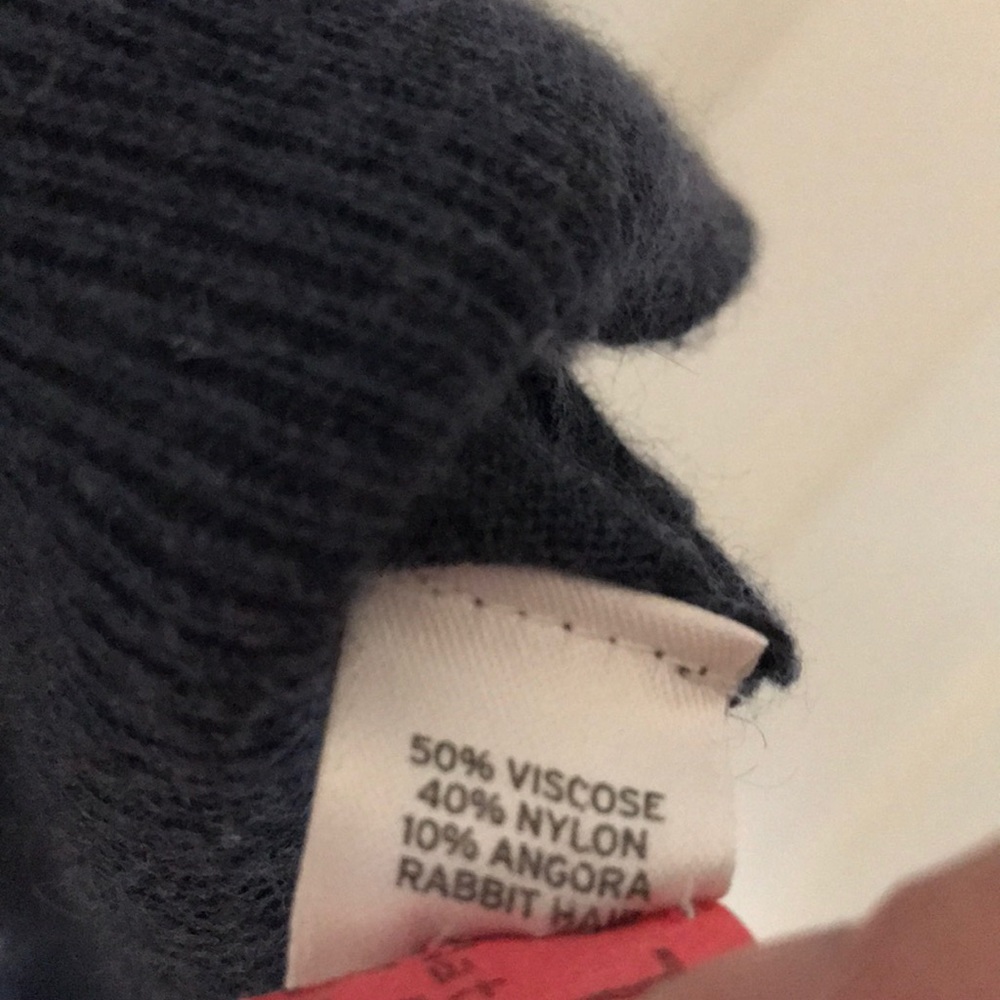 50% VISCOSE
40% NYLON
10% ANGORA
RABBIT HAIR